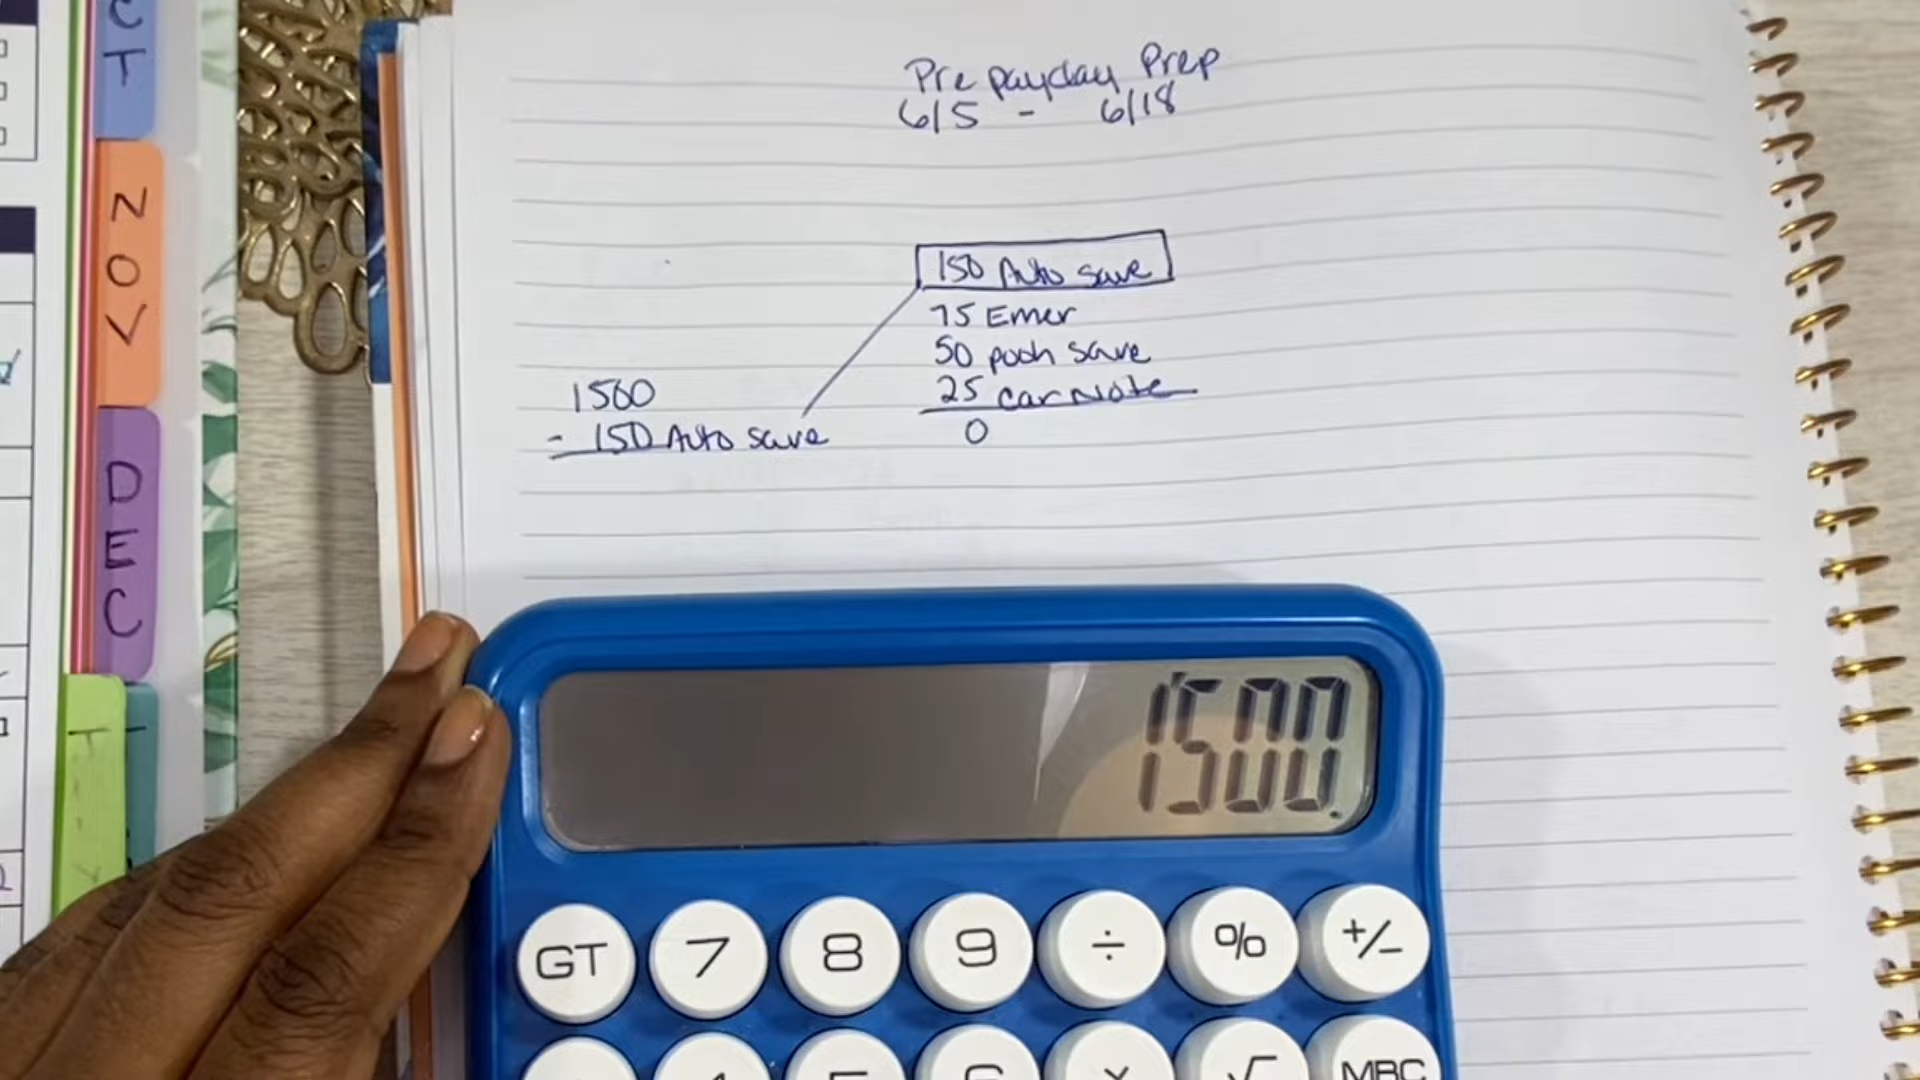 Pre payday Prep
6/5 - 6/18
150 Auto save
75 Emer
50 pooh save
25 car Note
0
1500
- 150 Auto save
C
T
N
O
V
D
E
C
1500.
GT 7 8 9 ÷ % +/-
× √ MRC